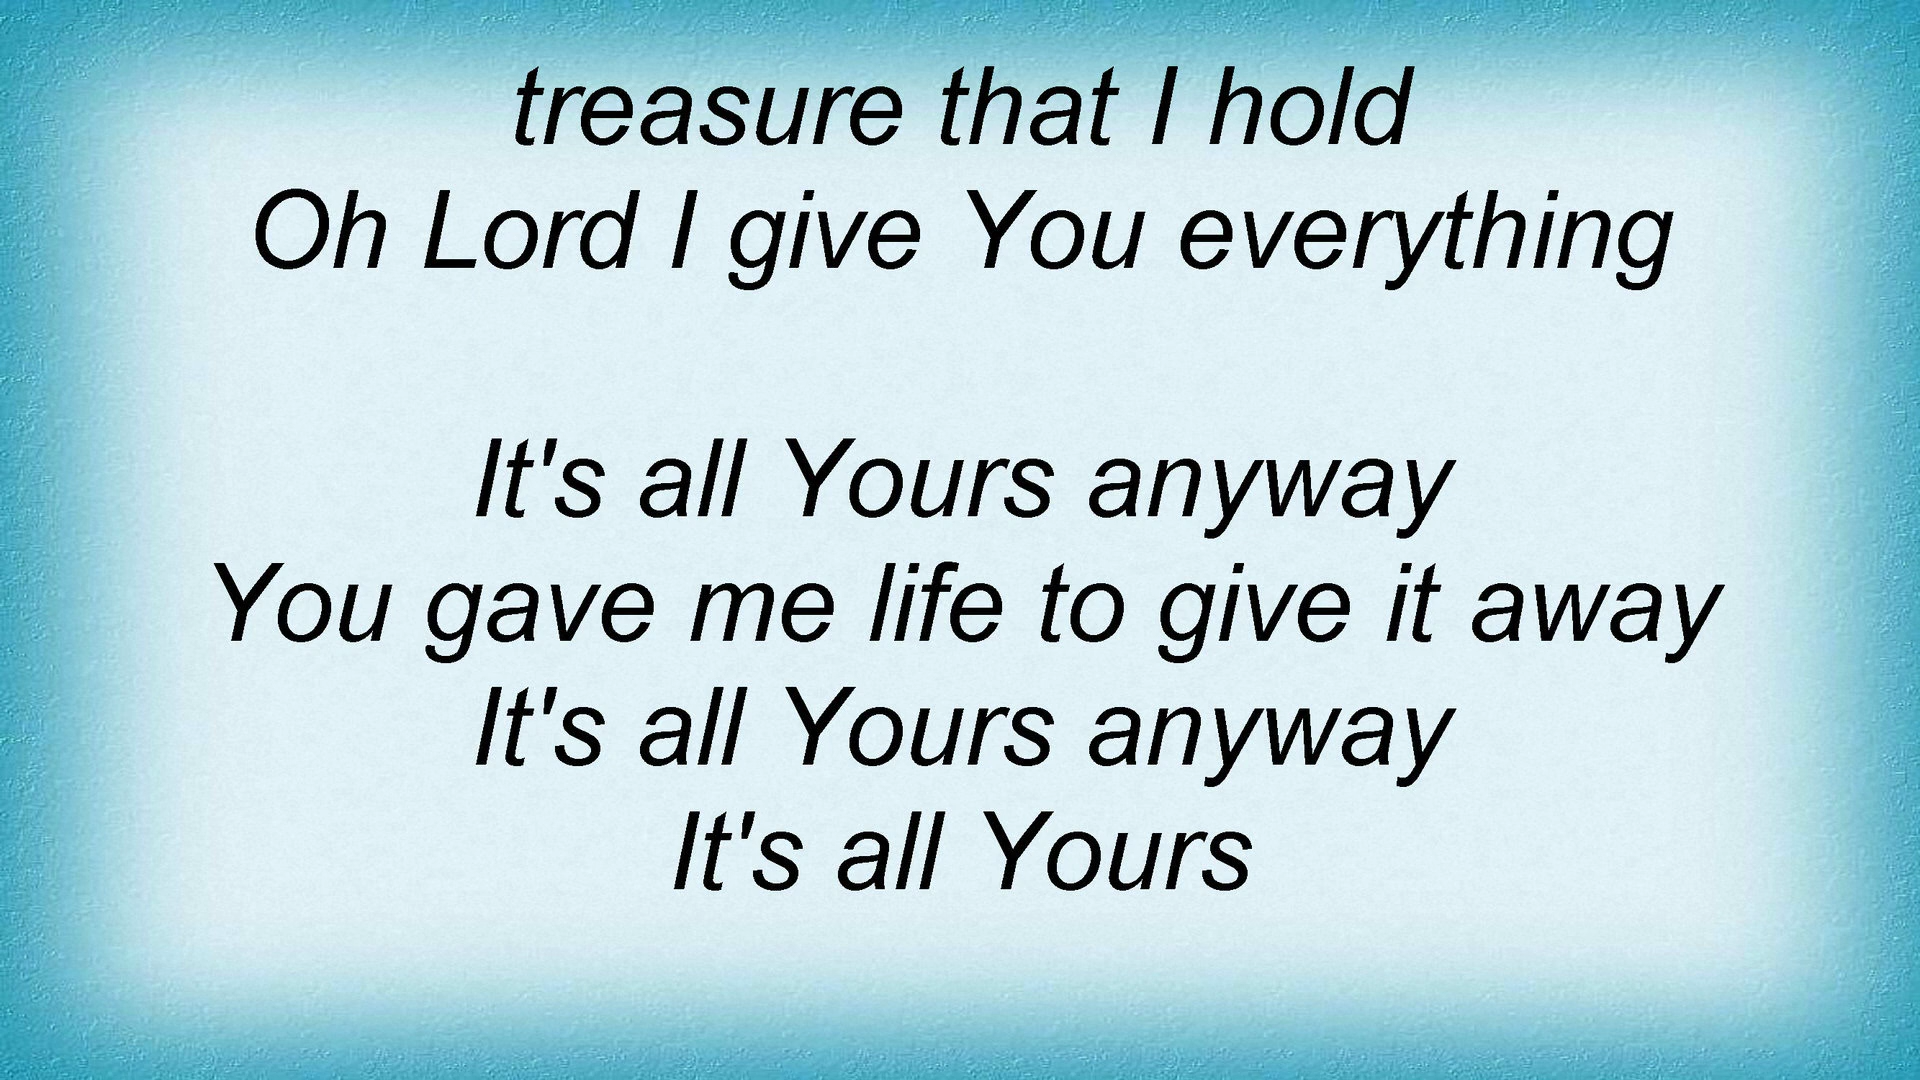 treasure that I hold
Oh Lord I give You everything
It's all Yours anyway
You gave me life to give it away
It's all Yours anyway
It's all Yours